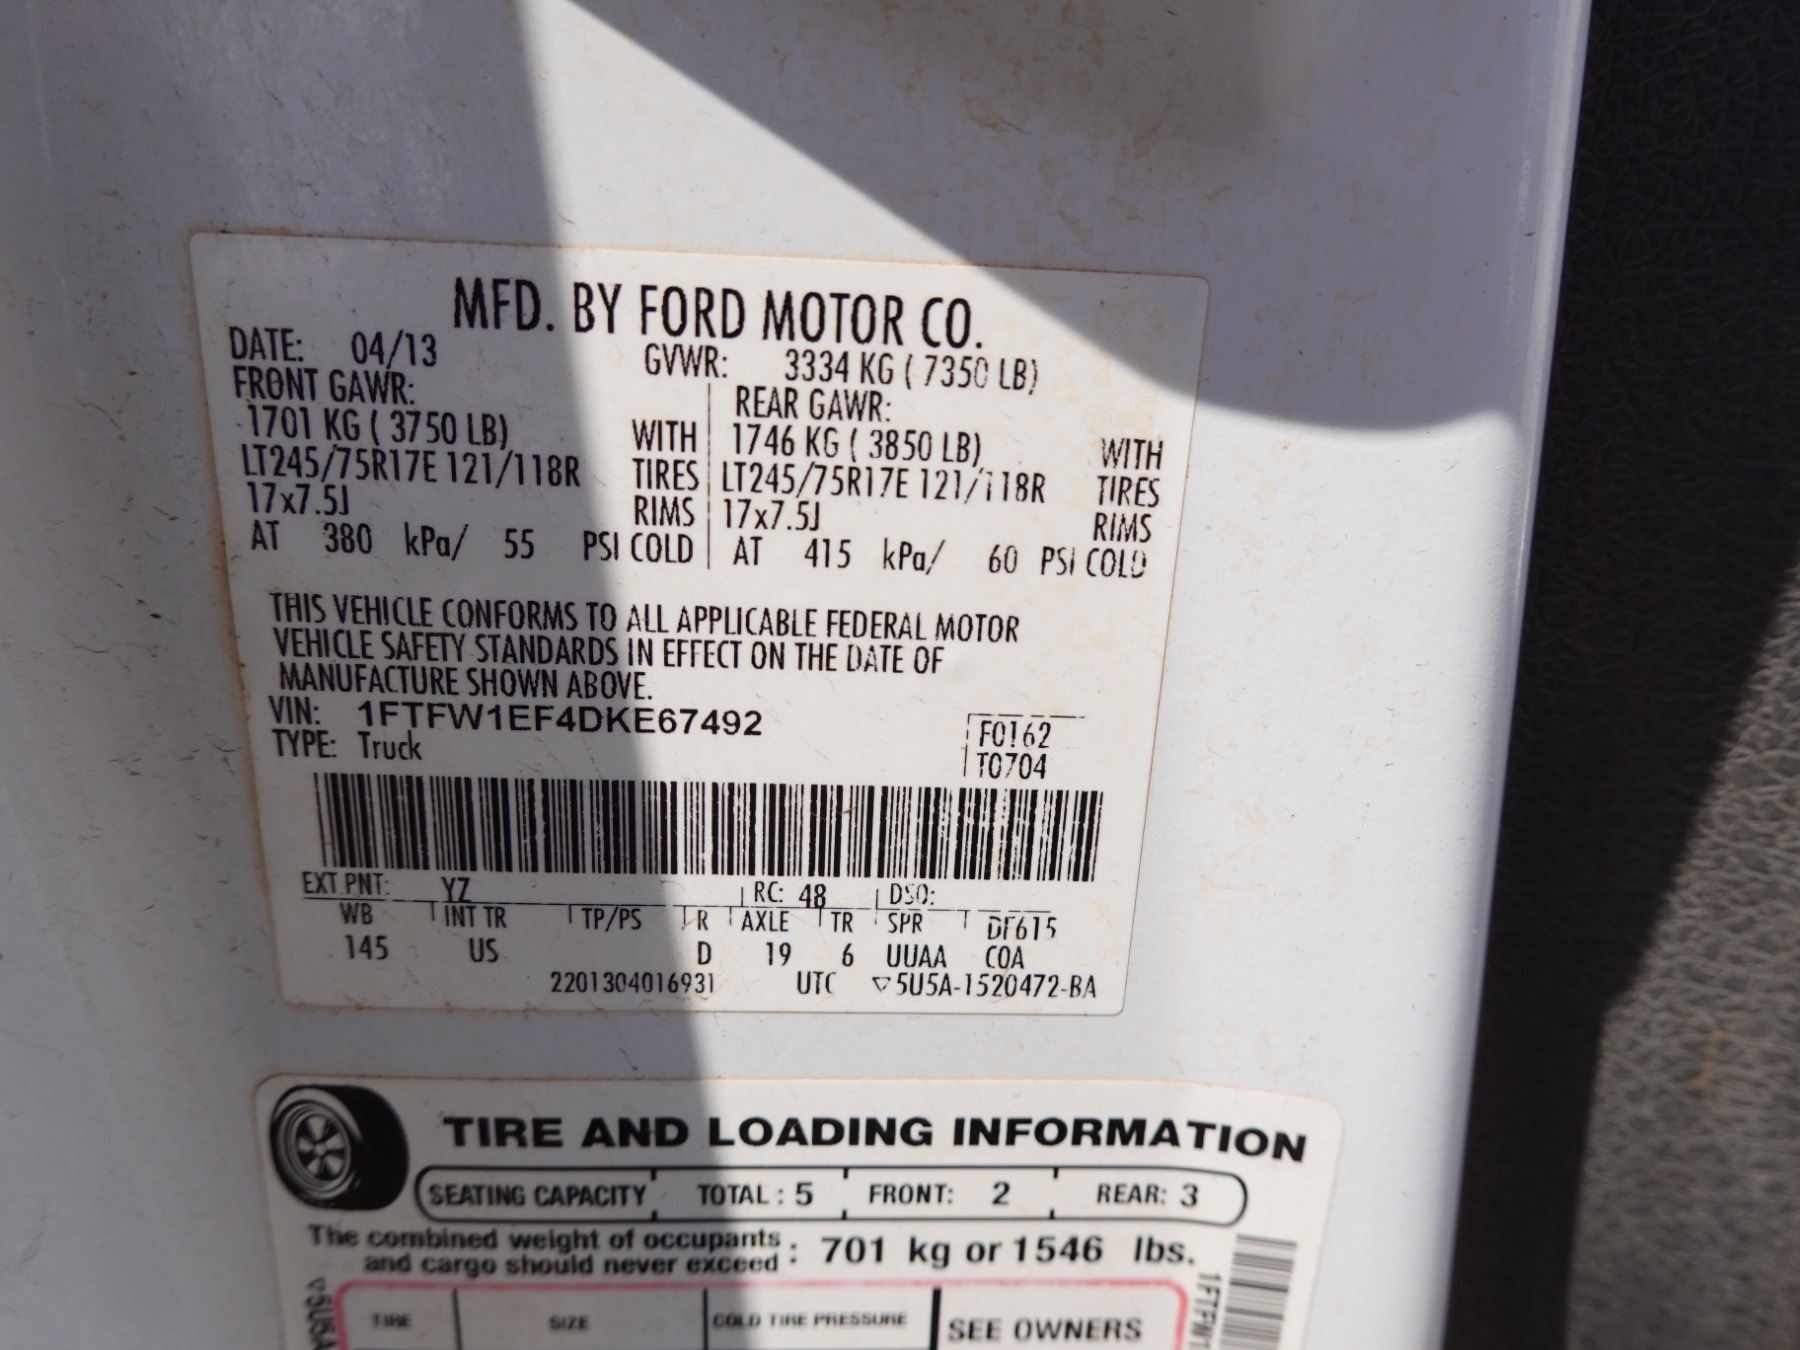 MFD. BY FORD MOTOR CO.
DATE: 04/13 GVWR: 3334 KG ( 7350 LB)
FRONT GAWR: REAR GAWR:
1701 KG ( 3750 LB) WITH 1746 KG ( 3850 LB) WITH
LT245/75R17E 121/118R TIRES LT245/75R17E 121/118R TIRES
17x7.5J RIMS 17x7.5J RIMS
AT 380 kPa/ 55 PSI COLD AT 415 kPa/ 60 PSI COLD
THIS VEHICLE CONFORMS TO ALL APPLICABLE FEDERAL MOTOR
VEHICLE SAFETY STANDARDS IN EFFECT ON THE DATE OF
MANUFACTURE SHOWN ABOVE.
VIN: 1FTFW1EF4DKE67492 F0162
TYPE: Truck T0704
EXT PNT: YZ RC: 48 DSO:
WB INT TR TP/PS R AXLE TR SPR DF615
145 US D 19 6 UUAA COA
2201304016931 UTC ▽5U5A-1520472-BA
TIRE AND LOADING INFORMATION
SEATING CAPACITY TOTAL : 5 FRONT: 2 REAR: 3
The combined weight of occupants
and cargo should never exceed : 701 kg or 1546 lbs.
TIRE SIZE COLD TIRE PRESSURE SEE OWNERS
▽5U5A
1FTFW1